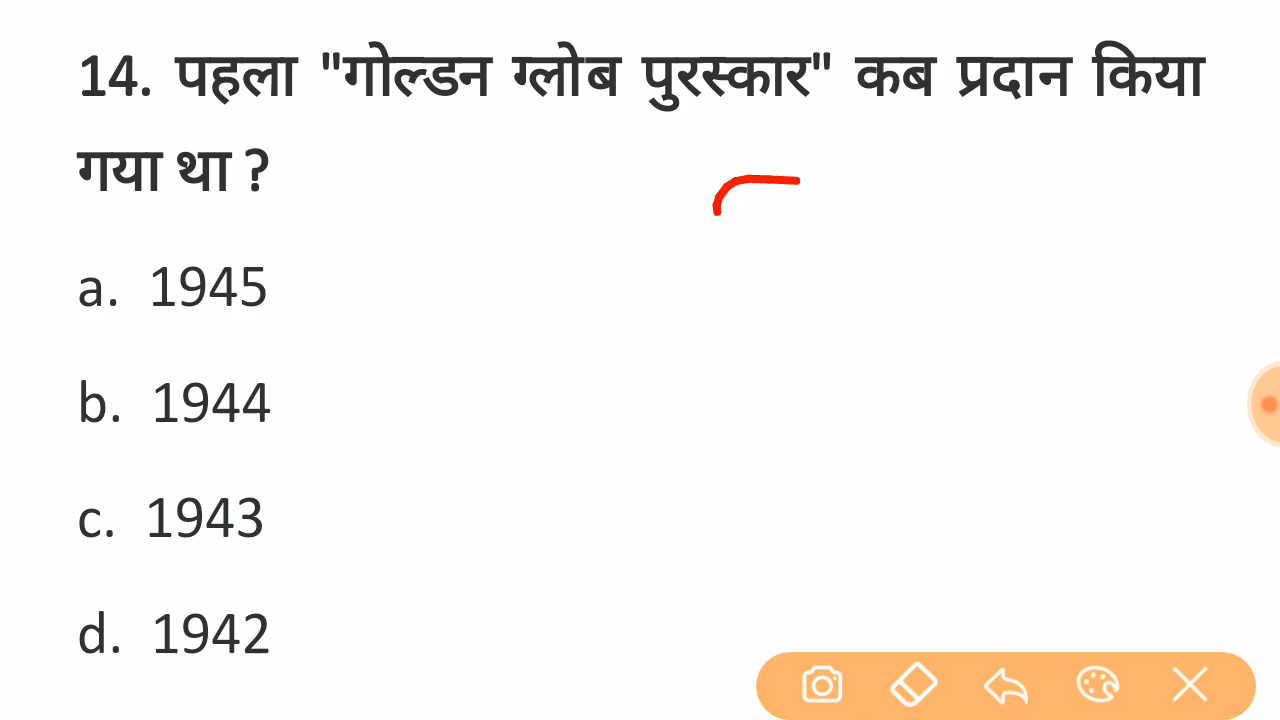 14. पहला "गोल्डन ग्लोब पुरस्कार" कब प्रदान किया
गया था ?
a. 1945
b. 1944
c. 1943
d. 1942